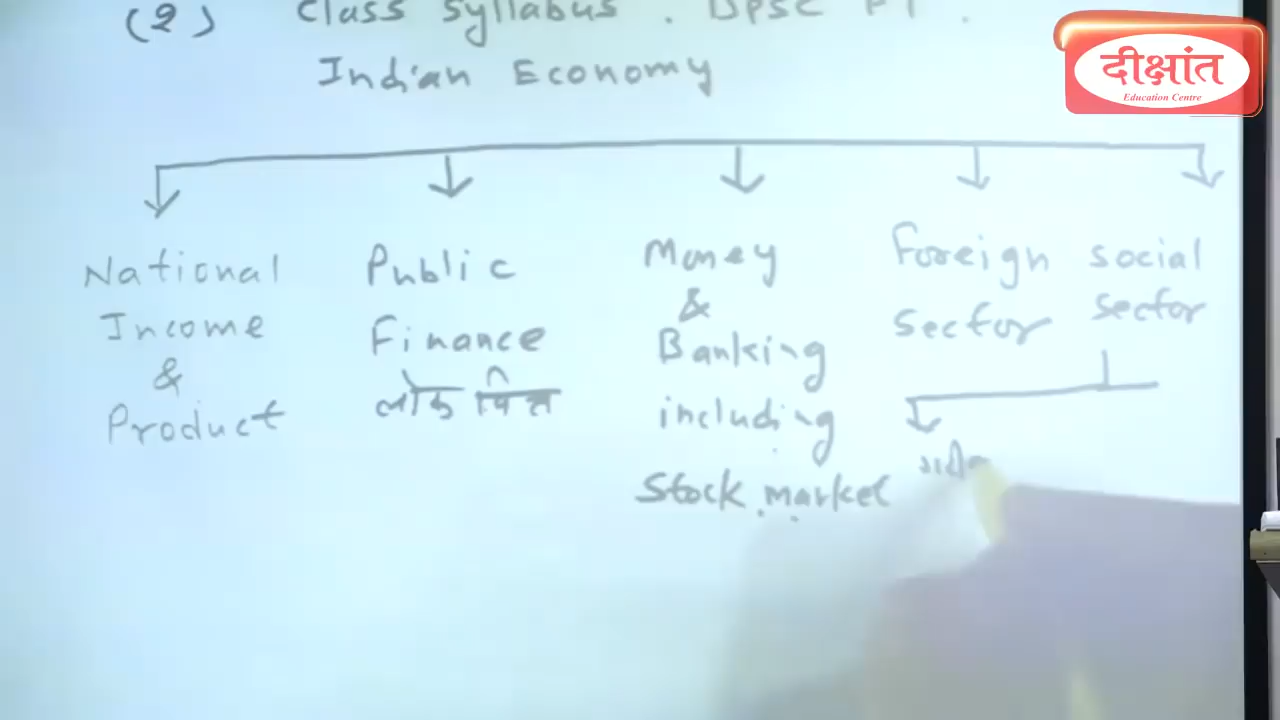 (2) Class Syllabus . UPSC PT .
Indian Economy
दीक्षांत
Education Centre
National
Income
&
Product
Public
Finance
लोक वित्त
Money
&
Banking
including
Stock market
Foreign
Sector
Social
Sector